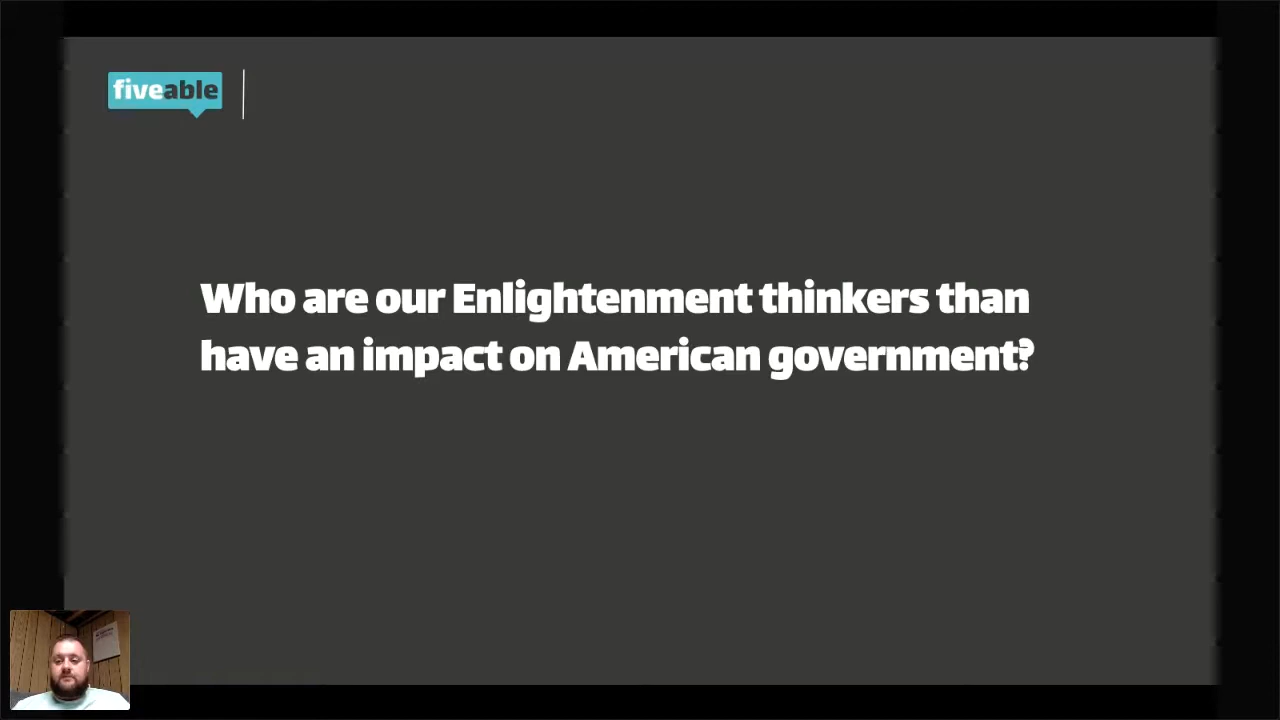 fiveable
Who are our Enlightenment thinkers than
have an impact on American government?